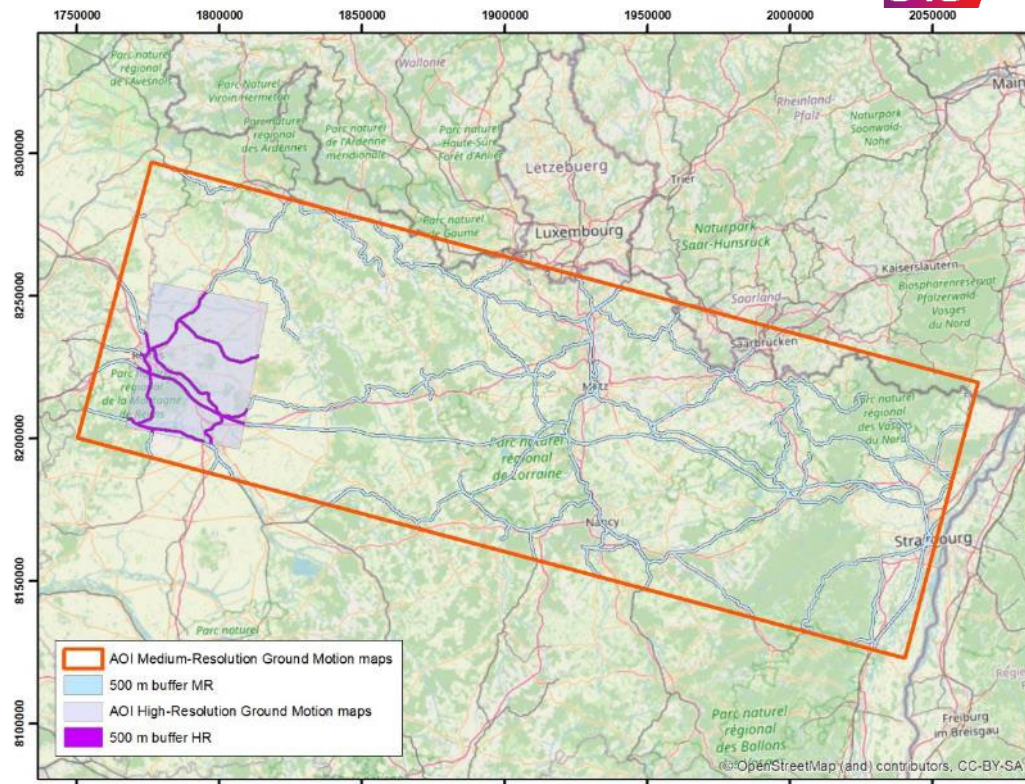 1750000
1800000
1850000
1900000
1950000
2000000
2050000
8300000
8250000
8200000
8150000
8100000
Parc naturel
régional
de l'Avesnois
Parc Naturel
Viroin-Hermeton
Parc naturel
régional
des Ardennes
Wallonie
Parc naturel
de l'Ardenne
méridionale
Parc naturel
Haute-Sûre
Forêt d'Anlier
Lëtzebuerg
Rheinland-
Pfalz
Naturpark
Soonwald-
Nahe
Main
Trier
Parc naturel
de Gaume
Luxembourg
Naturpark
Saar-Hunsrück
Kaiserslautern
Biosphärenreservat
Pfälzerwald-
Vosges
du Nord
Saarland
Saarbrücken
Parc naturel
régional
de la Montagne
de Reims
Metz
Parc naturel
régional
des Vosges
du Nord
Parc naturel
régional
de Lorraine
Nancy
Strasbourg
Parc naturel
Parc naturel
régional
des Ballons
Freiburg
im Breisgau
AOI Medium-Resolution Ground Motion maps
500 m buffer MR
AOI High-Resolution Ground Motion maps
500 m buffer HR
© OpenStreetMap (and) contributors, CC-BY-SA